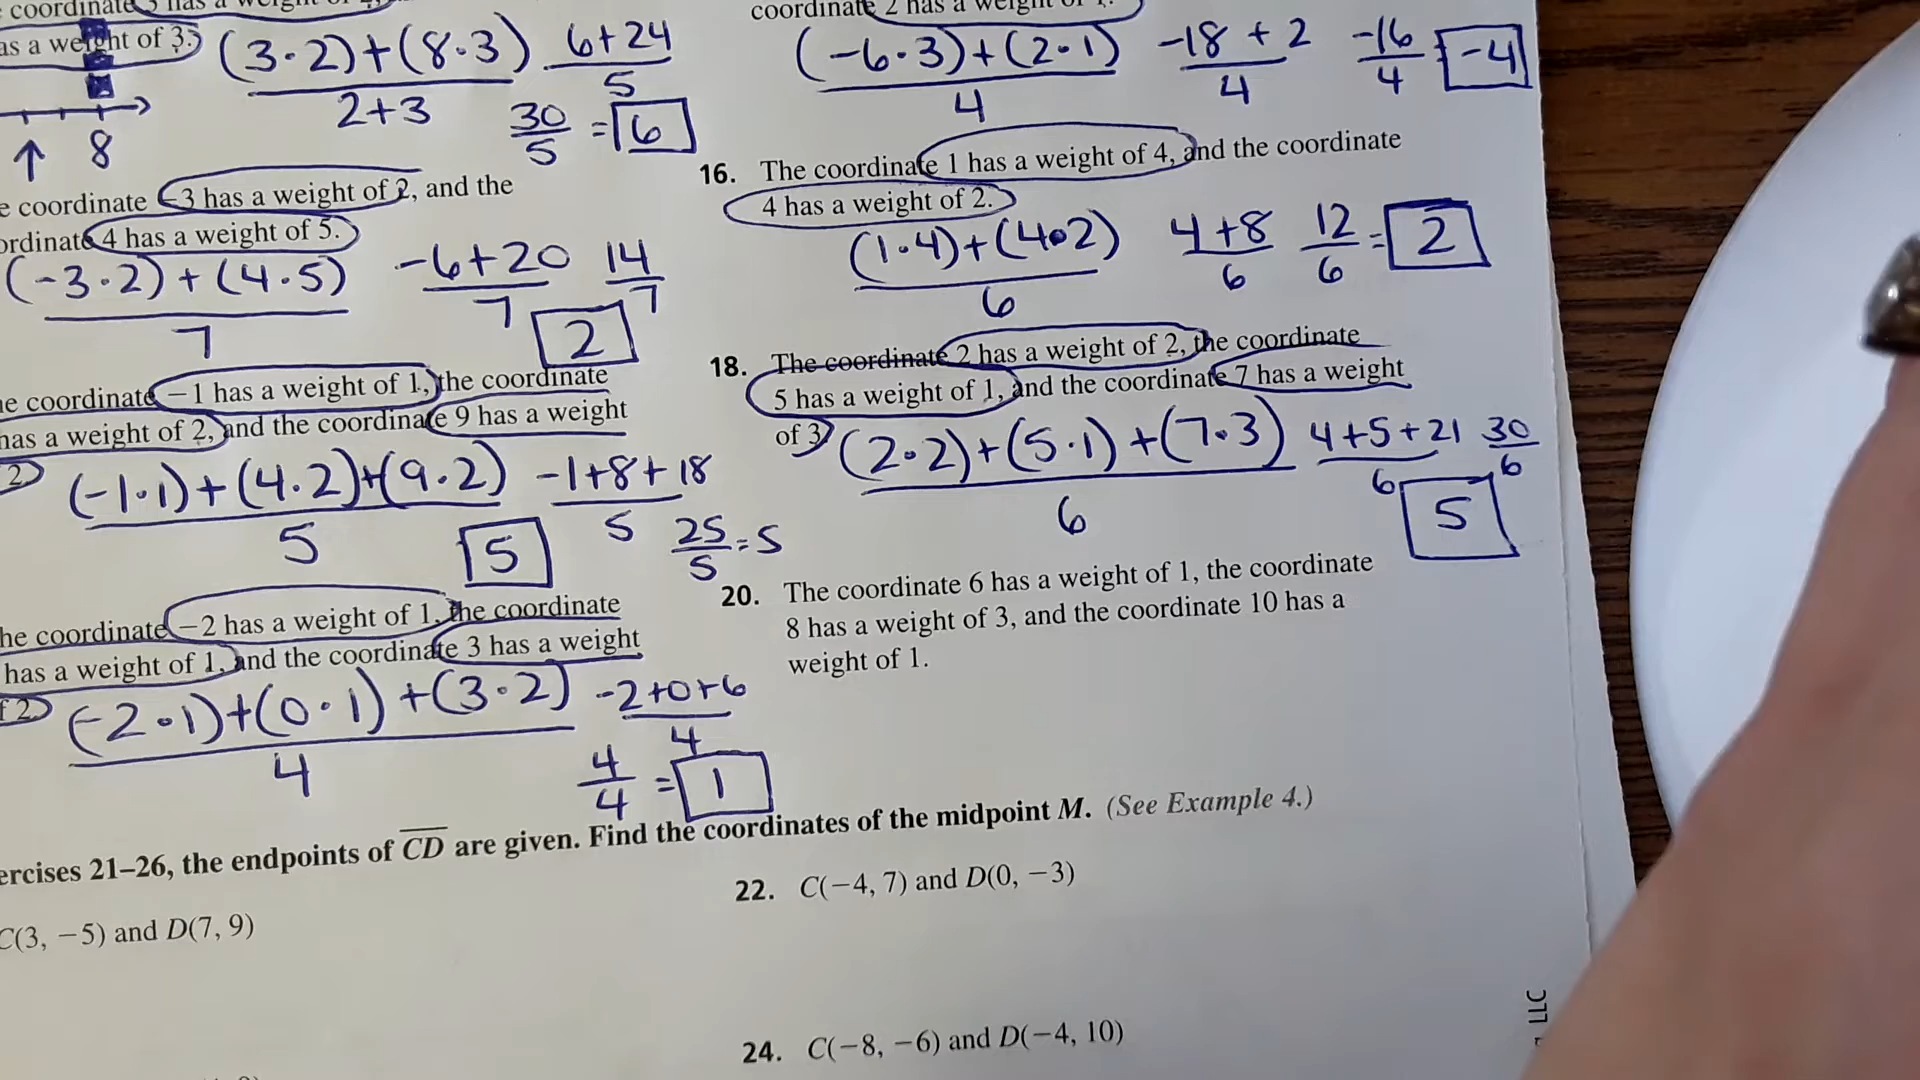 coordinate 3 has a weight of 2,
as a weight of 3.
(3·2)+(8·3)
2+3
6+24
5
30
5
= 6
8
coordinate −3 has a weight of 2, and the
ordinate 4 has a weight of 5.
(-3·2)+(4·5)
7
-6+20
7
14
7
2
e coordinate −1 has a weight of 1, the coordinate
has a weight of 2, and the coordinate 9 has a weight
2
(-1·1)+(4·2)+(9·2)
5
-1+8+18
5
25
5
=5
5
he coordinate −2 has a weight of 1, the coordinate
has a weight of 1, and the coordinate 3 has a weight
f 2
(-2·1)+(0·1)+(3·2)
4
-2+0+6
4
4
4
= 1
coordinate 2 has a weight of 1.
(-6·3)+(2·1)
4
-18+2
4
-16
4
= -4
16. The coordinate 1 has a weight of 4, and the coordinate
4 has a weight of 2.
(1·4)+(4·2)
6
4+8
6
12
6
= 2
18. The coordinate 2 has a weight of 2, the coordinate
5 has a weight of 1, and the coordinate 7 has a weight
of 3
(2·2)+(5·1)+(7·3)
6
4+5+21
6
30
6
5
20. The coordinate 6 has a weight of 1, the coordinate
8 has a weight of 3, and the coordinate 10 has a
weight of 1.
ercises 21–26, the endpoints of CD are given. Find the coordinates of the midpoint M. (See Example 4.)
C(3, −5) and D(7, 9)
22. C(−4, 7) and D(0, −3)
24. C(−8, −6) and D(−4, 10)
LLC